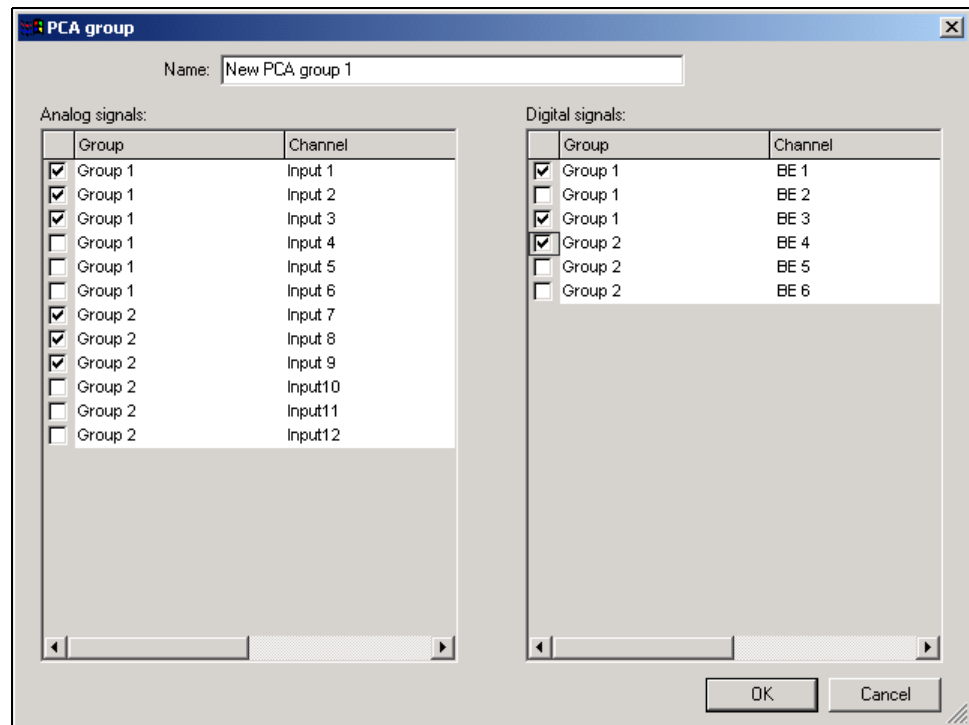 PCA group
Name: New PCA group 1
Analog signals:
Group Channel
Group 1 Input 1
Group 1 Input 2
Group 1 Input 3
Group 1 Input 4
Group 1 Input 5
Group 1 Input 6
Group 2 Input 7
Group 2 Input 8
Group 2 Input 9
Group 2 Input10
Group 2 Input11
Group 2 Input12
Digital signals:
Group Channel
Group 1 BE 1
Group 1 BE 2
Group 1 BE 3
Group 2 BE 4
Group 2 BE 5
Group 2 BE 6
OK Cancel